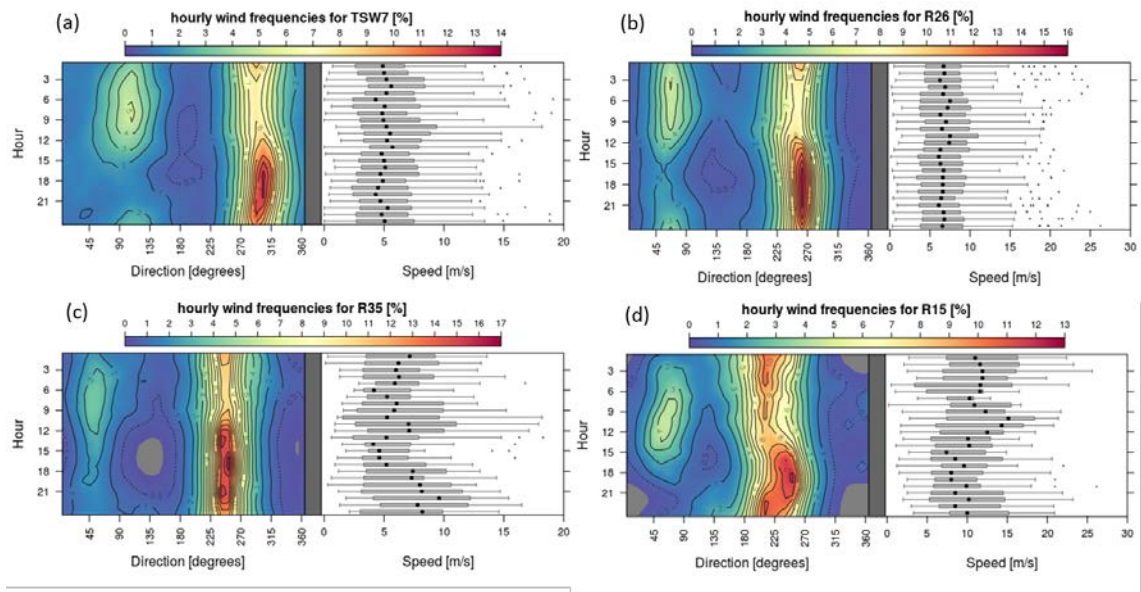 (a)
hourly wind frequencies for TSW7 [%]
0 1 2 3 4 5 6 7 8 9 10 11 12 13 14
Hour
3
6
9
12
15
18
21
45 90 135 180 225 270 315 360
Direction [degrees]
0 5 10 15 20
Speed [m/s]
(b)
hourly wind frequencies for R26 [%]
0 1 2 3 4 5 6 7 8 9 10 11 12 13 14 15 16
Hour
3
6
9
12
15
18
21
45 90 135 180 225 270 315 360
Direction [degrees]
0 5 10 15 20 25 30
Speed [m/s]
(c)
hourly wind frequencies for R35 [%]
0 1 2 3 4 5 6 7 8 9 10 11 12 13 14 15 16 17
Hour
3
6
9
12
15
18
21
45 90 135 180 225 270 315 360
Direction [degrees]
0 5 10 15 20 25
Speed [m/s]
(d)
hourly wind frequencies for R15 [%]
0 1 2 3 4 5 6 7 8 9 10 11 12 13
Hour
3
6
9
12
15
18
21
45 90 135 180 225 270 315 360
Direction [degrees]
0 5 10 15 20 25 30
Speed [m/s]